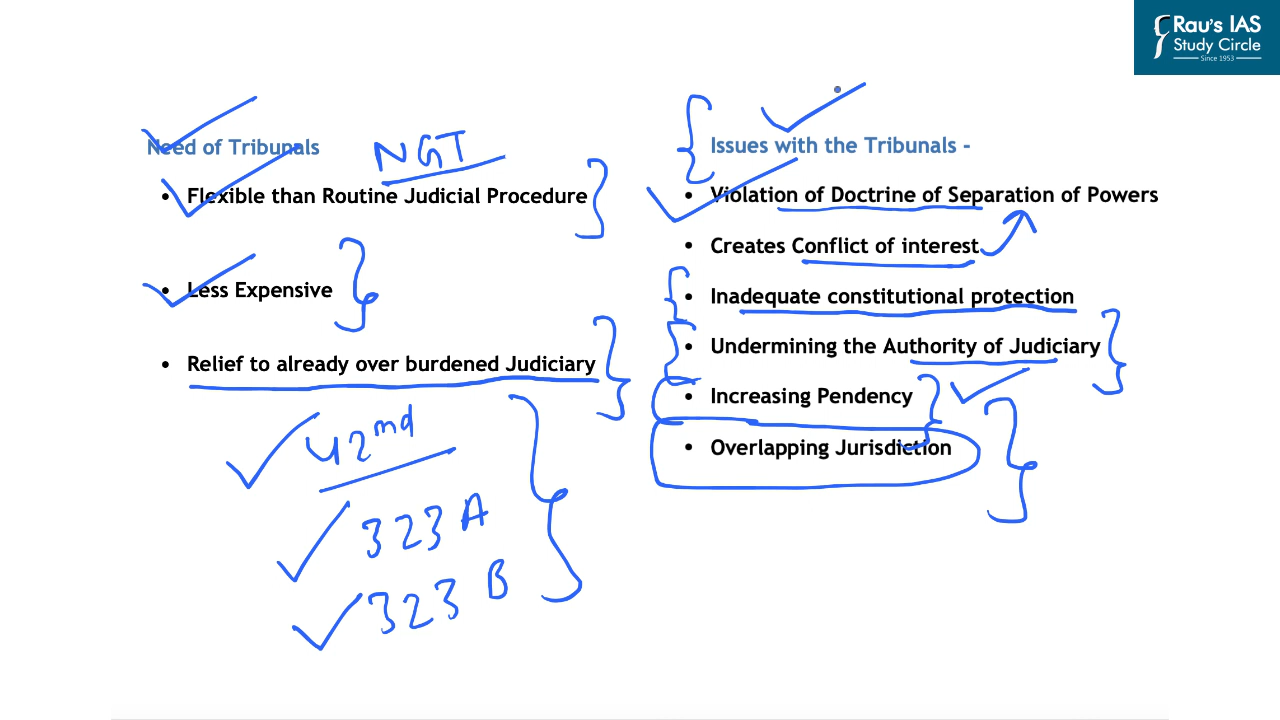 Rau's IAS
Study Circle
Since 1953
Need of Tribunals
NGT
• Flexible than Routine Judicial Procedure
• Less Expensive
• Relief to already over burdened Judiciary
42nd
323 A
323 B
Issues with the Tribunals -
• Violation of Doctrine of Separation of Powers
• Creates Conflict of interest
• Inadequate constitutional protection
• Undermining the Authority of Judiciary
• Increasing Pendency
• Overlapping Jurisdiction